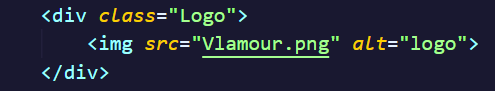 <div class="Logo">
<img src="Vlamour.png" alt="logo">
</div>